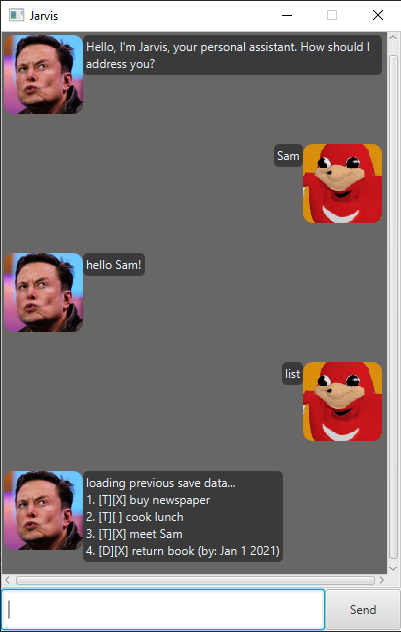 Jarvis
Hello, I'm Jarvis, your personal assistant. How should I
address you?
Sam
hello Sam!
list
loading previous save data...
1. [T][X] buy newspaper
2. [T][ ] cook lunch
3. [T][X] meet Sam
4. [D][X] return book (by: Jan 1 2021)
Send